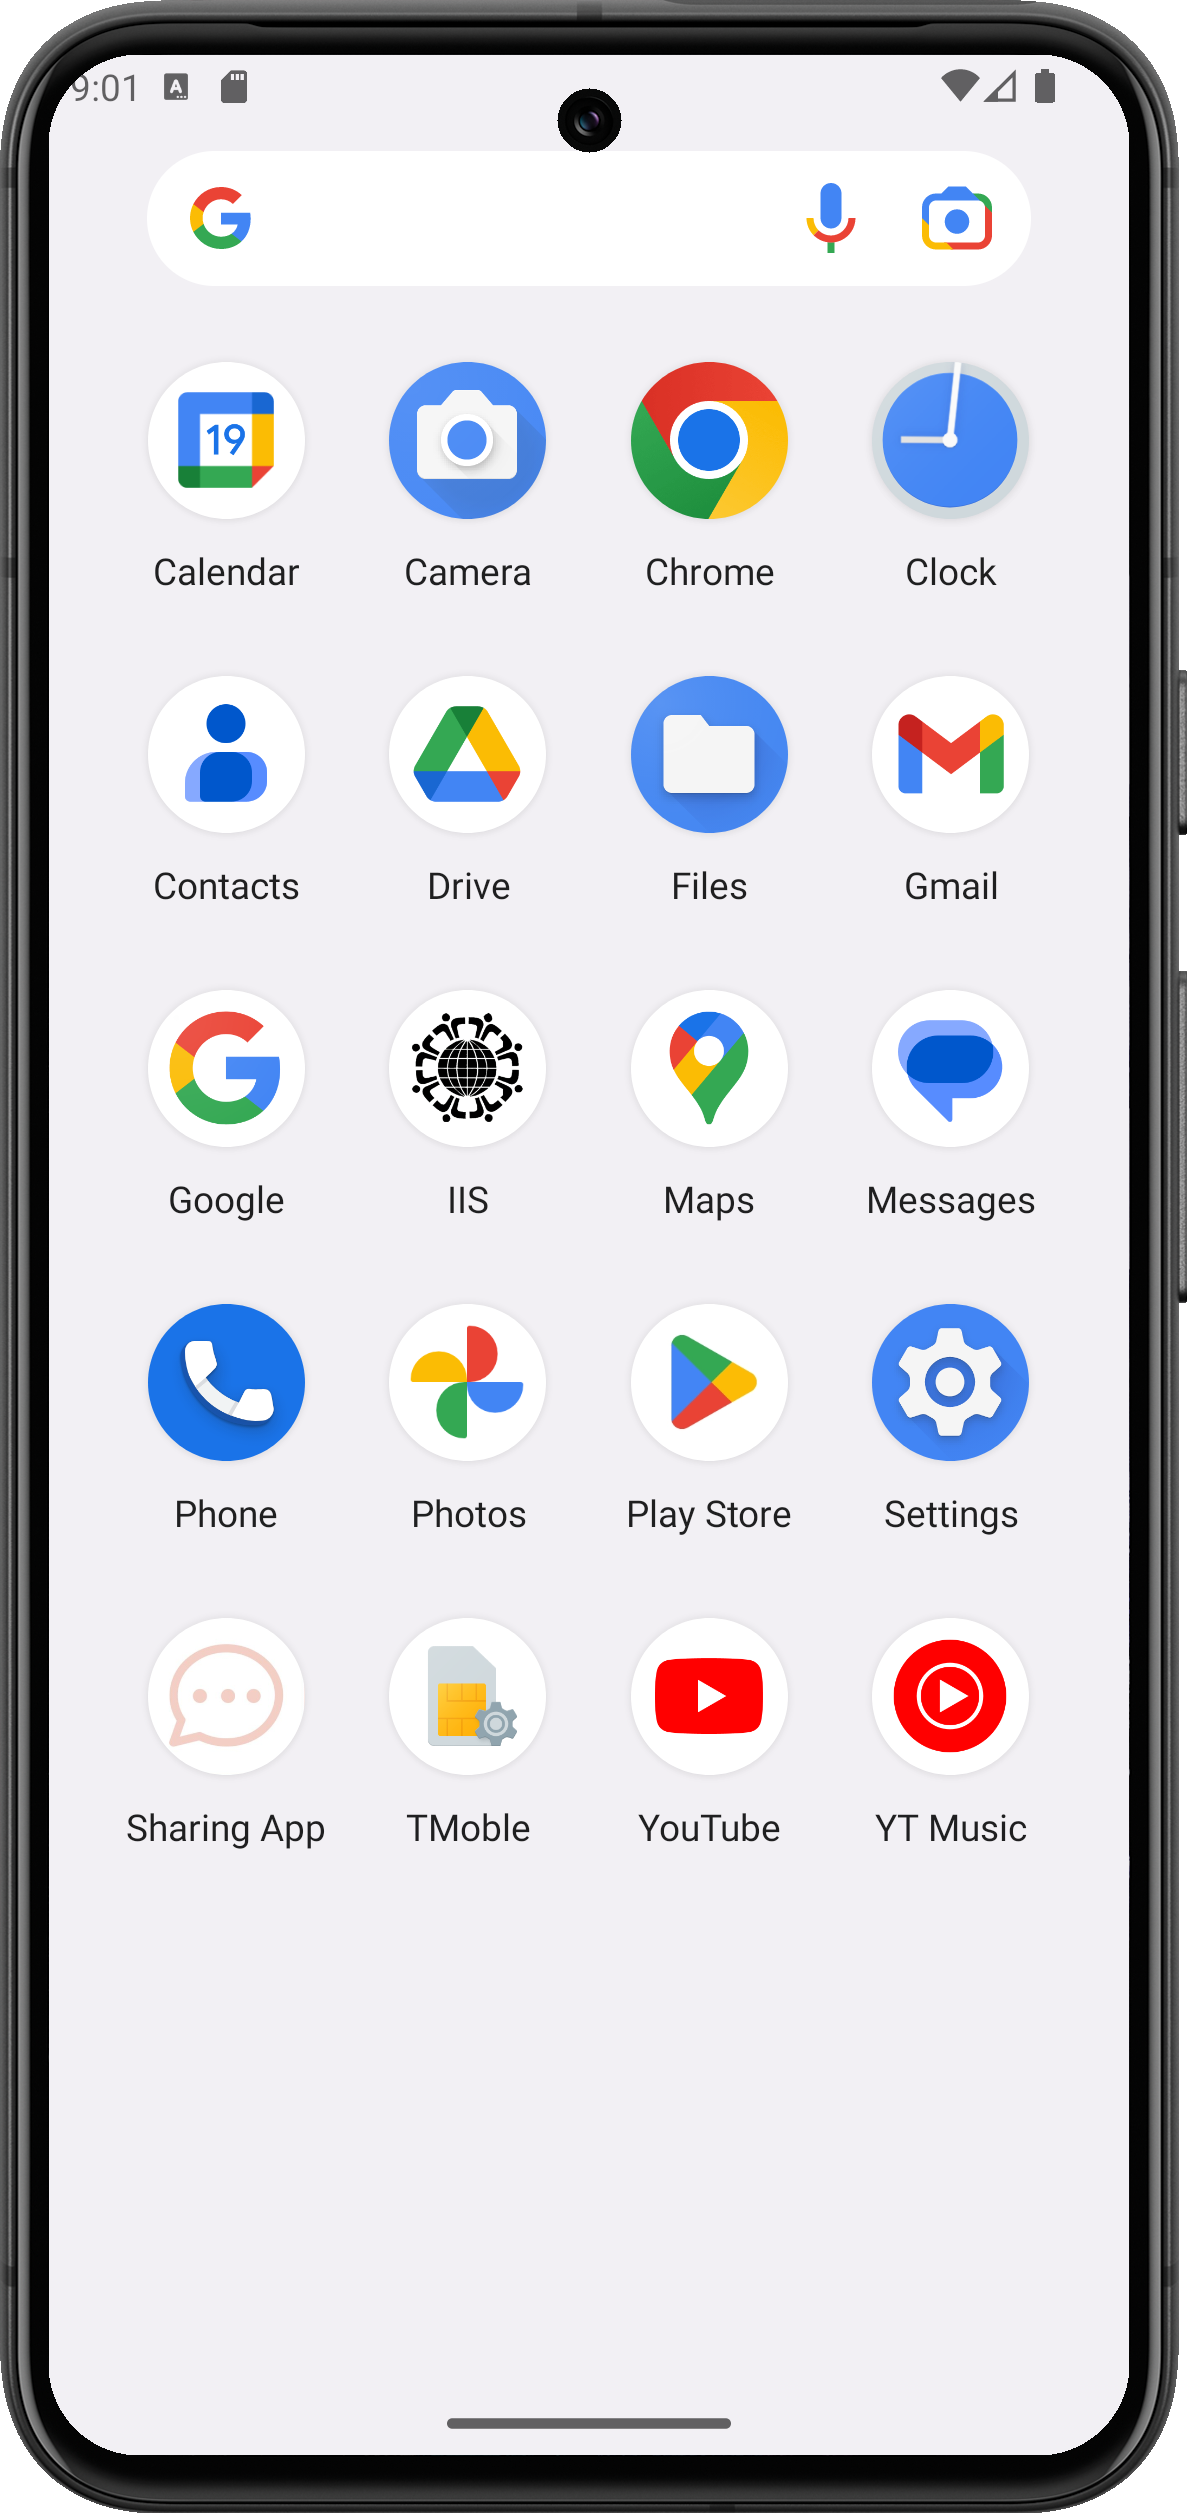 9:01
19
Calendar Camera Chrome Clock
Contacts Drive Files Gmail
Google IIS Maps Messages
Phone Photos Play Store Settings
Sharing App TMoble YouTube YT Music